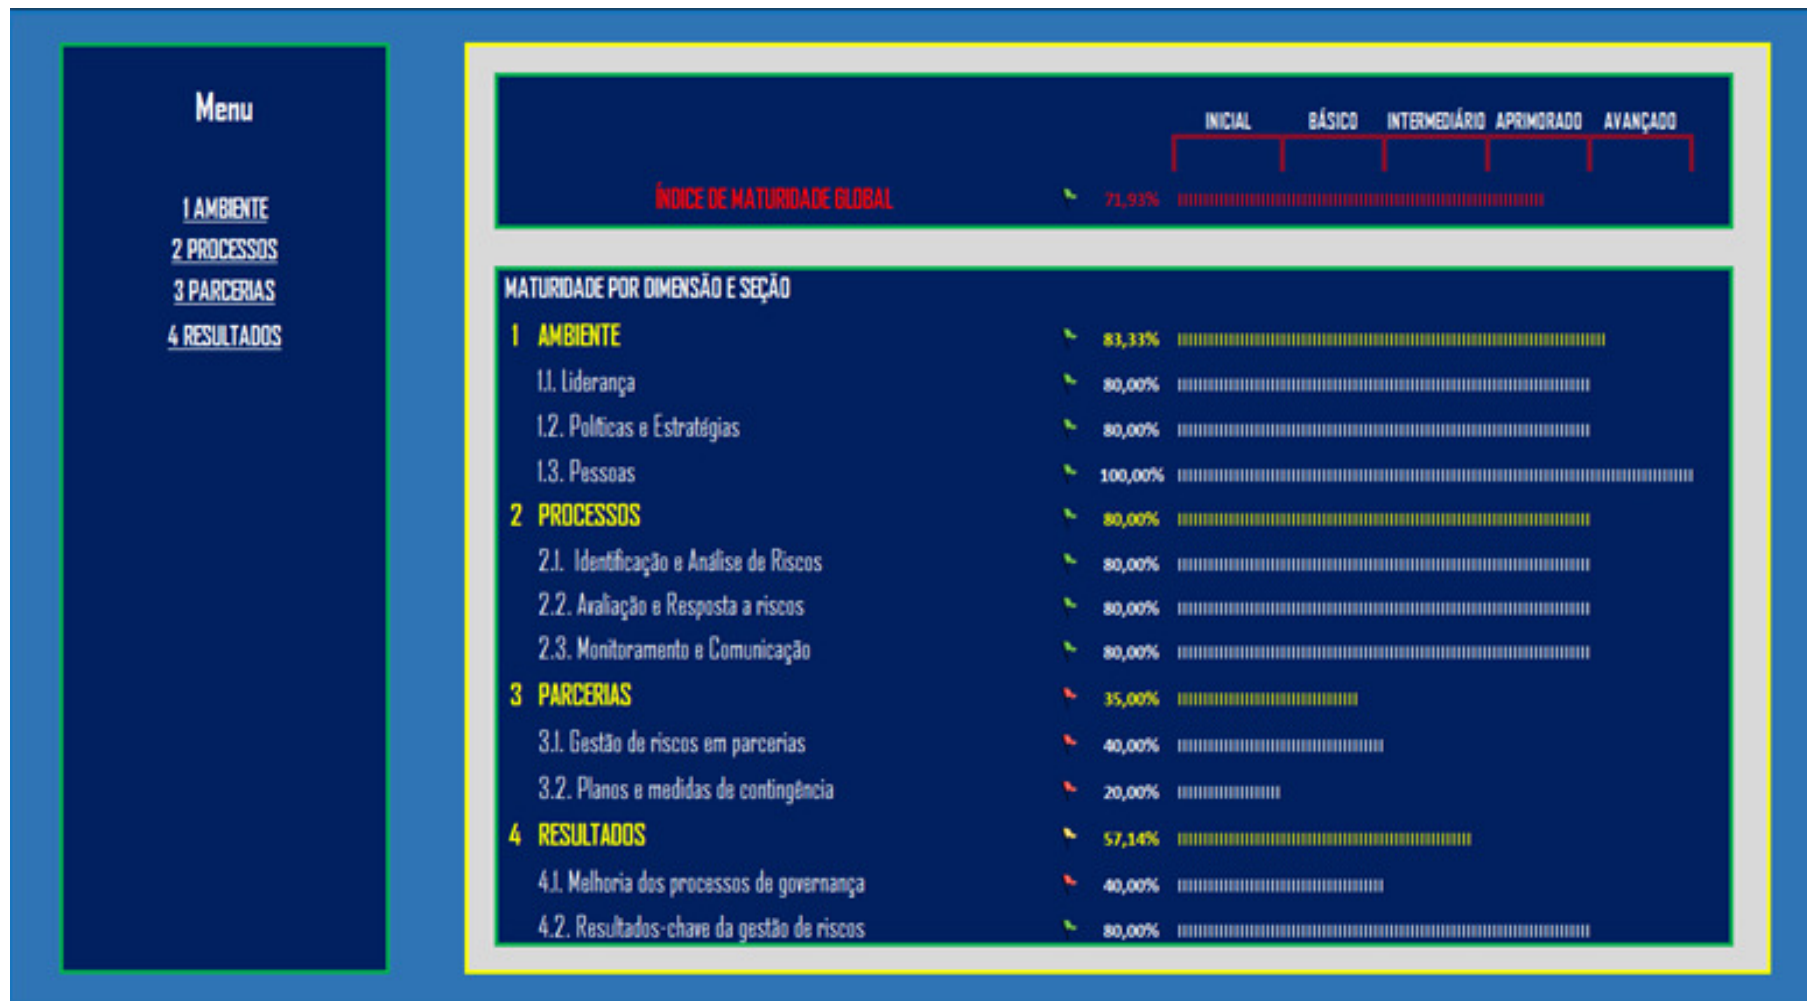 Menu
1 AMBIENTE
2 PROCESSOS
3 PARCERIAS
4 RESULTADOS
INICIAL BÁSICO INTERMEDIÁRIO APRIMORADO AVANÇADO
ÍNDICE DE MATURIDADE GLOBAL 71,93%
MATURIDADE POR DIMENSÃO E SEÇÃO
1 AMBIENTE 83,33%
1.1. Liderança 80,00%
1.2. Políticas e Estratégias 80,00%
1.3. Pessoas 100,00%
2 PROCESSOS 80,00%
2.1. Identificação e Análise de Riscos 80,00%
2.2. Avaliação e Resposta a riscos 80,00%
2.3. Monitoramento e Comunicação 80,00%
3 PARCERIAS 35,00%
3.1. Gestão de riscos em parcerias 40,00%
3.2. Planos e medidas de contingência 20,00%
4 RESULTADOS 57,14%
4.1. Melhoria dos processos de governança 40,00%
4.2. Resultados-chave da gestão de riscos 80,00%